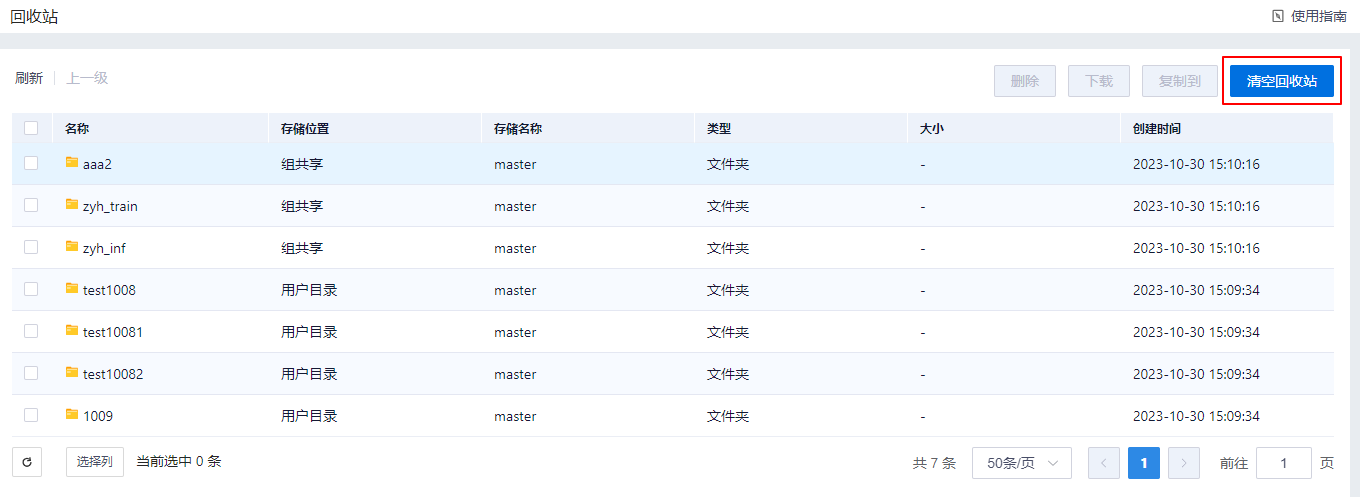 回收站 使用指南
刷新 上一级 删除 下载 复制到 清空回收站
名称 存储位置 存储名称 类型 大小 创建时间
aaa2 组共享 master 文件夹 - 2023-10-30 15:10:16
zyh_train 组共享 master 文件夹 - 2023-10-30 15:10:16
zyh_inf 组共享 master 文件夹 - 2023-10-30 15:10:16
test1008 用户目录 master 文件夹 - 2023-10-30 15:09:34
test10081 用户目录 master 文件夹 - 2023-10-30 15:09:34
test10082 用户目录 master 文件夹 - 2023-10-30 15:09:34
1009 用户目录 master 文件夹 - 2023-10-30 15:09:34
选择列 当前选中 0 条 共 7 条 50条/页 1 前往 1 页